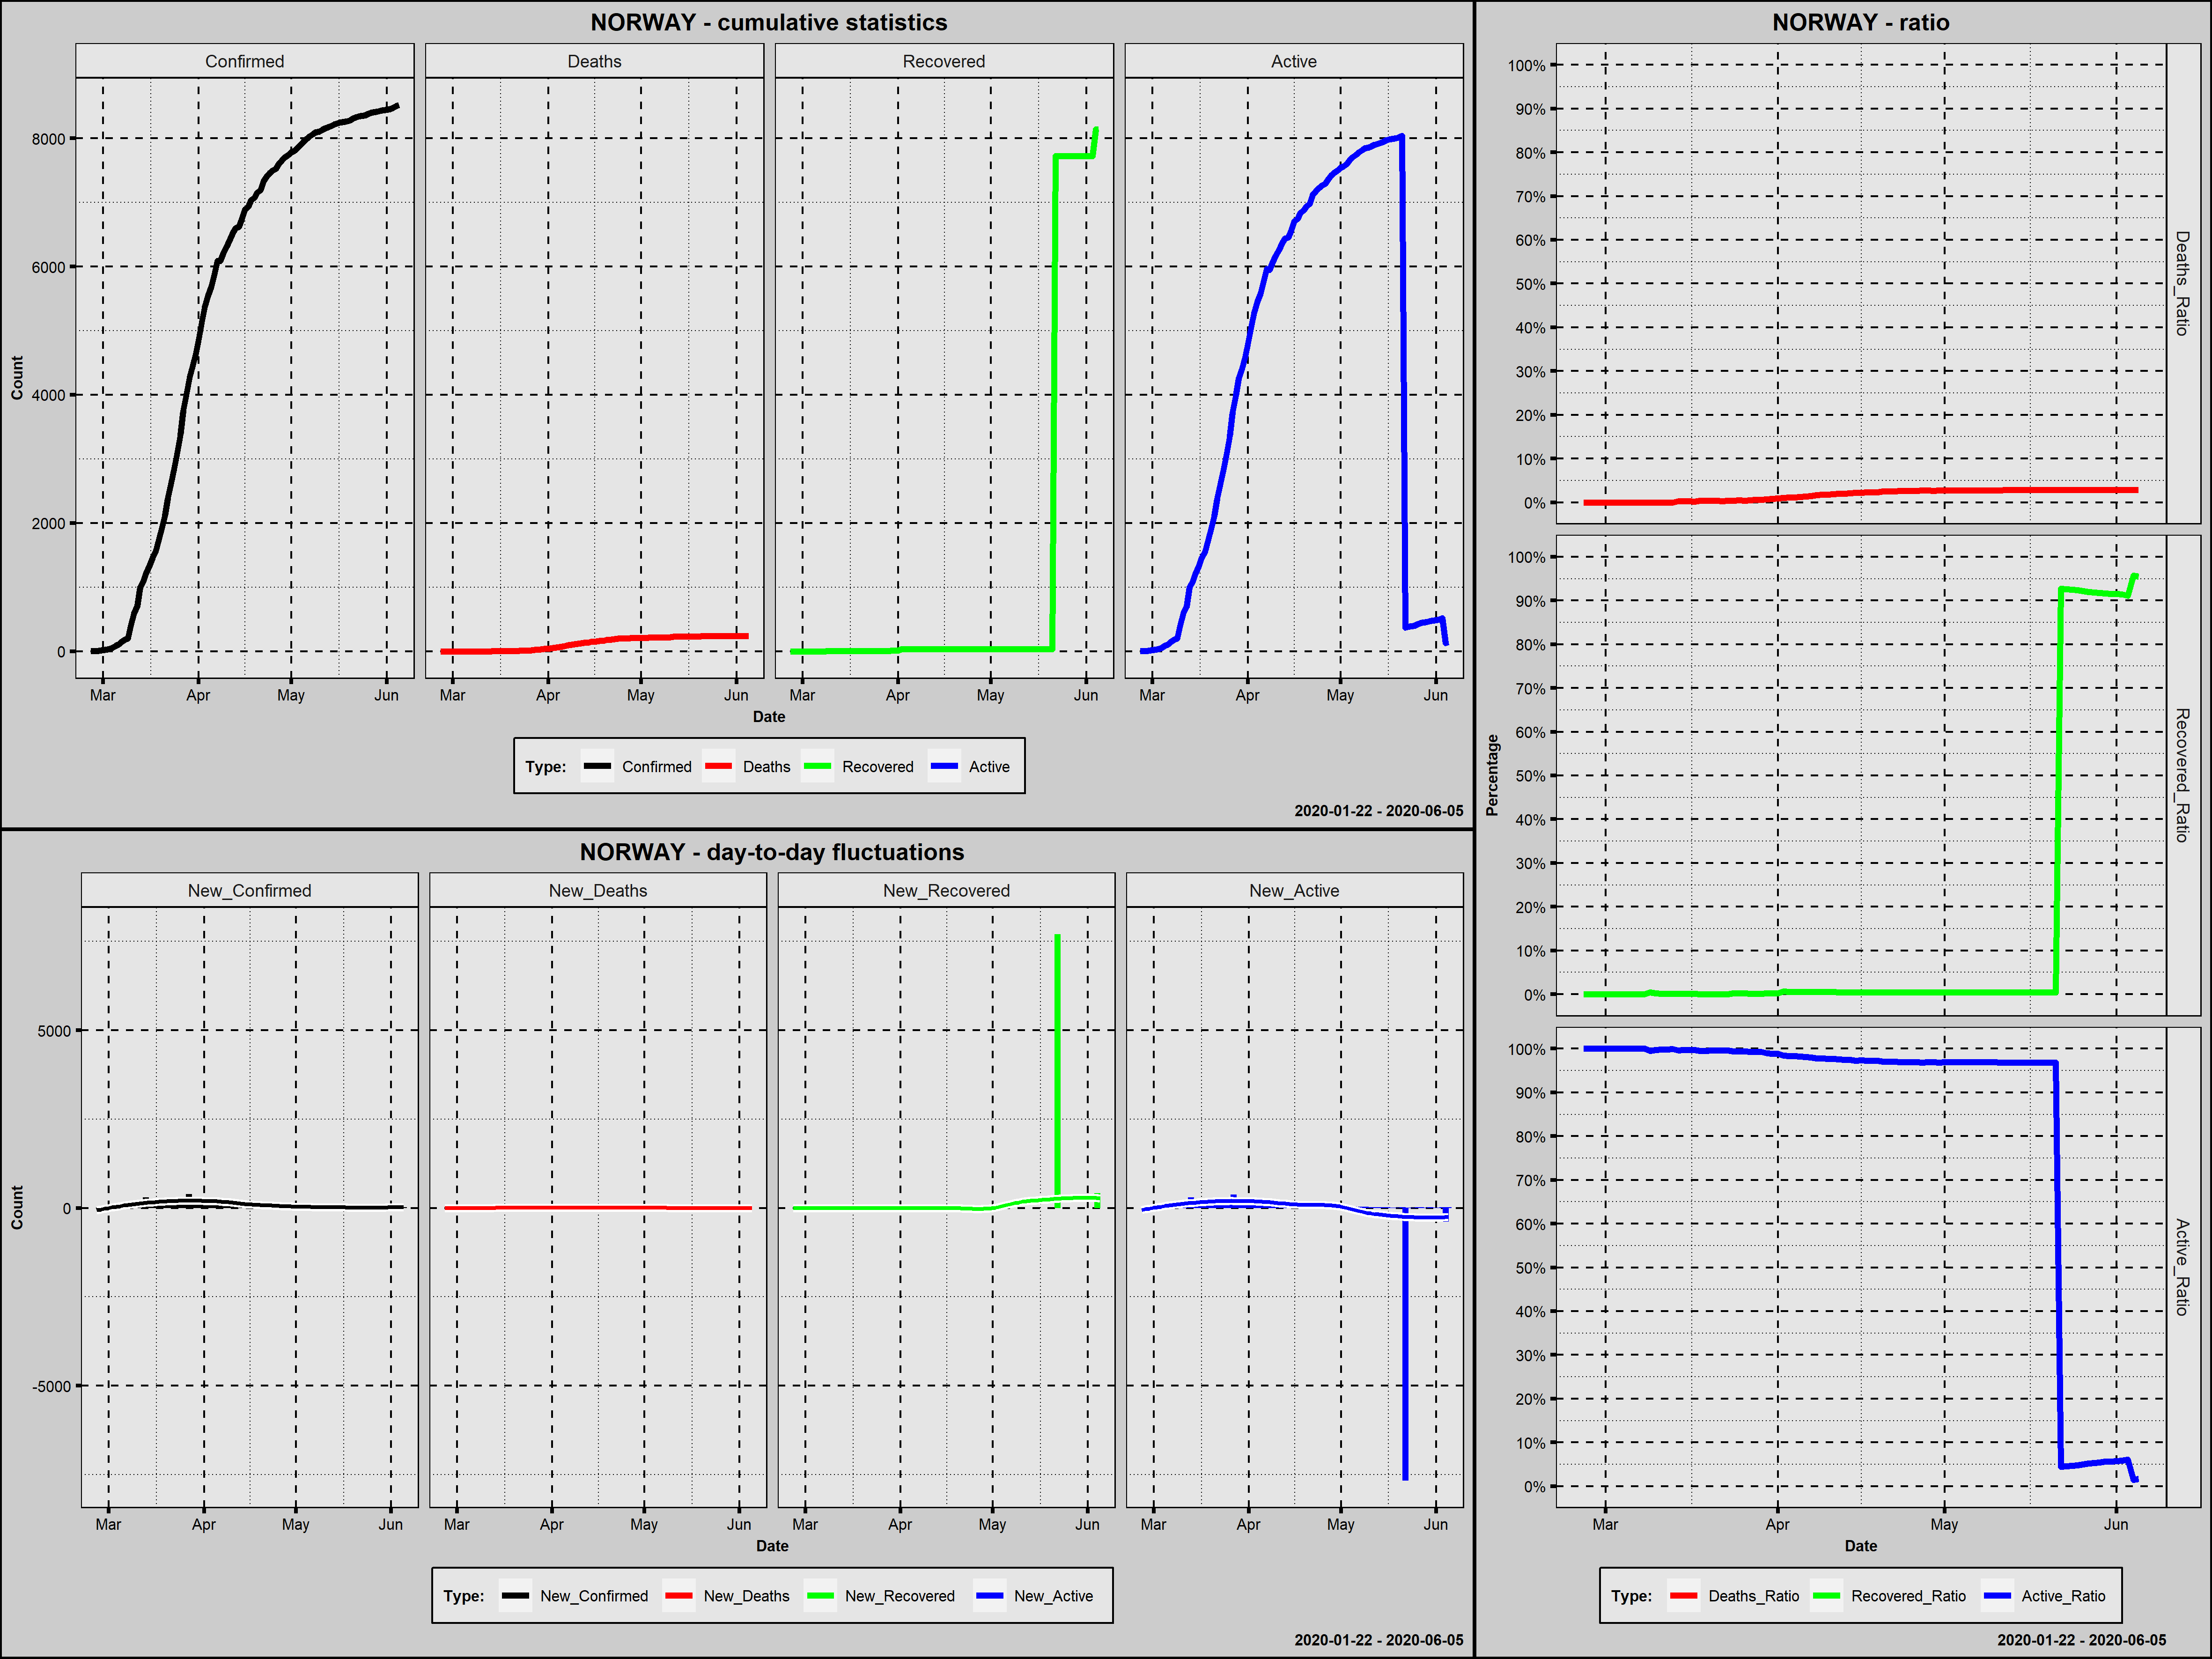 NORWAY - cumulative statistics
Confirmed Deaths Recovered Active
Count
8000
6000
4000
2000
0
Mar Apr May Jun Mar Apr May Jun Mar Apr May Jun Mar Apr May Jun
Date
Type: Confirmed Deaths Recovered Active
2020-01-22 - 2020-06-05
NORWAY - day-to-day fluctuations
New_Confirmed New_Deaths New_Recovered New_Active
Count
5000
0
-5000
Mar Apr May Jun Mar Apr May Jun Mar Apr May Jun Mar Apr May Jun
Date
Type: New_Confirmed New_Deaths New_Recovered New_Active
2020-01-22 - 2020-06-05
NORWAY - ratio
Percentage
100%
90%
80%
70%
60%
50%
40%
30%
20%
10%
0%
Deaths_Ratio
100%
90%
80%
70%
60%
50%
40%
30%
20%
10%
0%
Recovered_Ratio
100%
90%
80%
70%
60%
50%
40%
30%
20%
10%
0%
Active_Ratio
Mar Apr May Jun
Date
Type: Deaths_Ratio Recovered_Ratio Active_Ratio
2020-01-22 - 2020-06-05